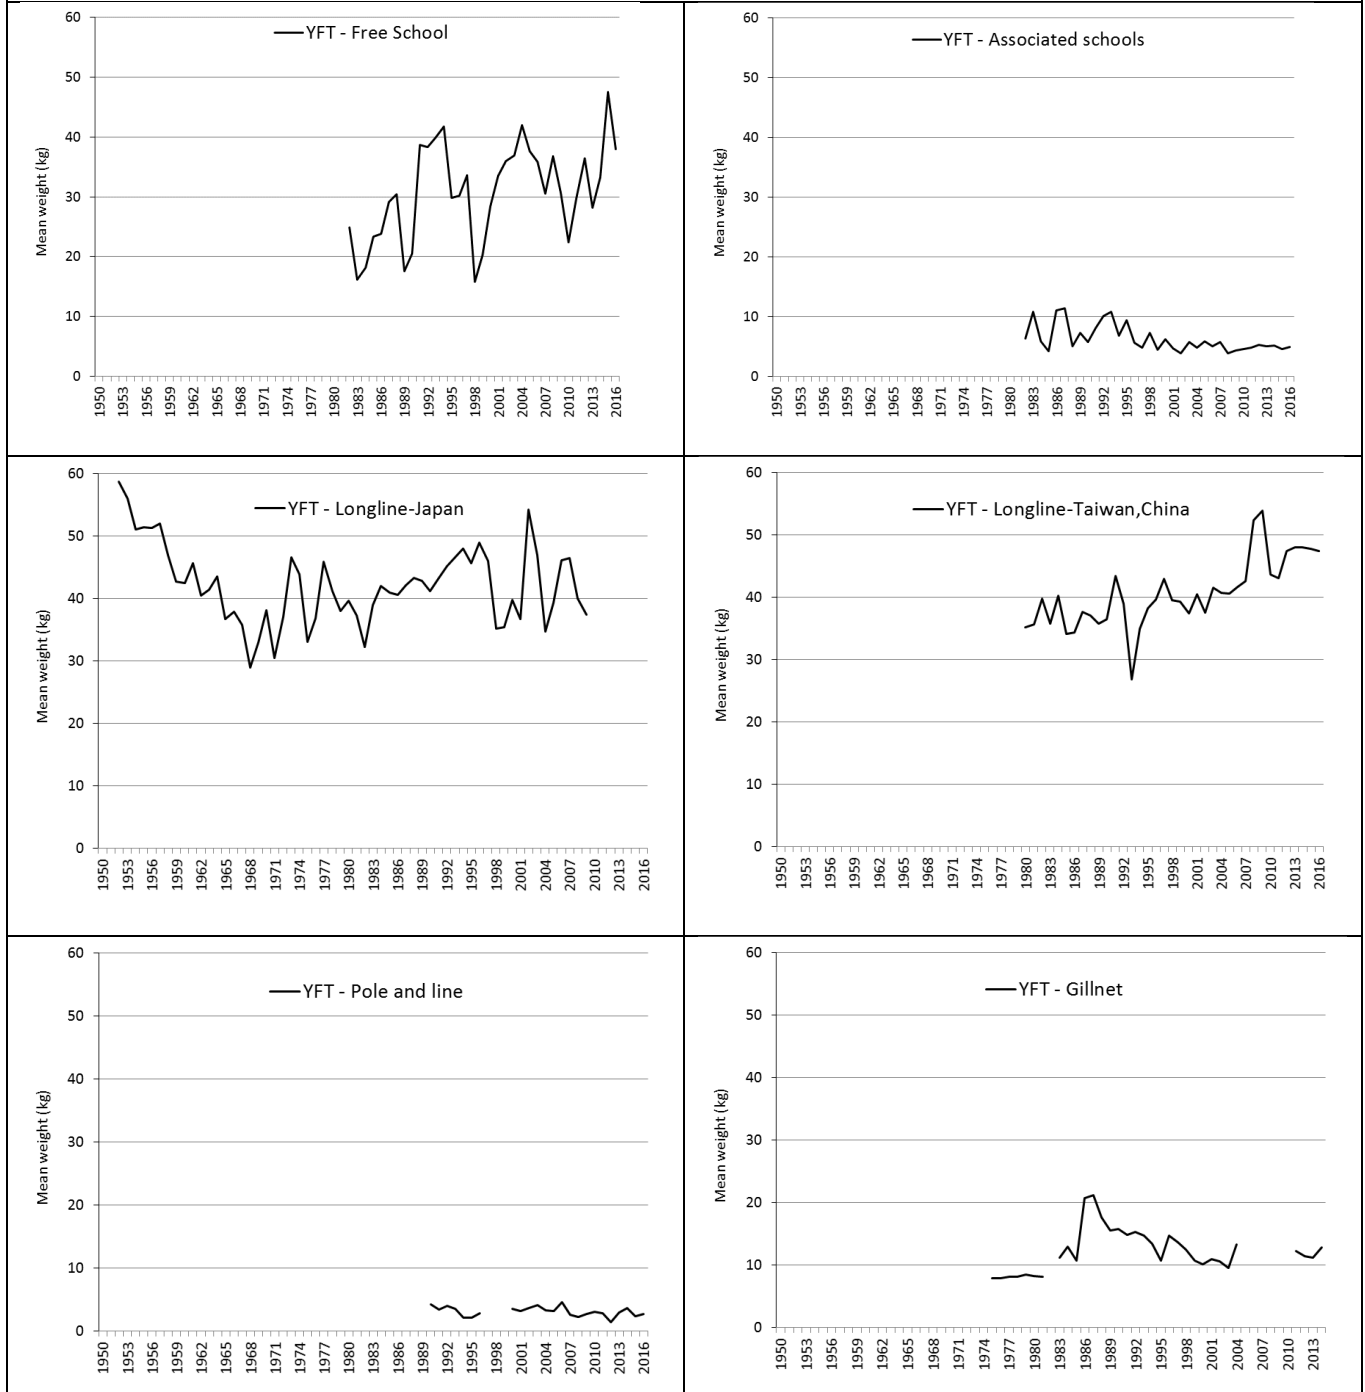 YFT - Free School
Mean weight (kg)
60
50
40
30
20
10
0
1950 1953 1956 1959 1962 1965 1968 1971 1974 1977 1980 1983 1986 1989 1992 1995 1998 2001 2004 2007 2010 2013 2016
YFT - Associated schools
Mean weight (kg)
60
50
40
30
20
10
0
1950 1953 1956 1959 1962 1965 1968 1971 1974 1977 1980 1983 1986 1989 1992 1995 1998 2001 2004 2007 2010 2013 2016
YFT - Longline-Japan
Mean weight (kg)
60
50
40
30
20
10
0
1950 1953 1956 1959 1962 1965 1968 1971 1974 1977 1980 1983 1986 1989 1992 1995 1998 2001 2004 2007 2010 2013 2016
YFT - Longline-Taiwan,China
Mean weight (kg)
60
50
40
30
20
10
0
1950 1953 1956 1959 1962 1965 1968 1971 1974 1977 1980 1983 1986 1989 1992 1995 1998 2001 2004 2007 2010 2013 2016
YFT - Pole and line
Mean weight (kg)
60
50
40
30
20
10
0
1950 1953 1956 1959 1962 1965 1968 1971 1974 1977 1980 1983 1986 1989 1992 1995 1998 2001 2004 2007 2010 2013 2016
YFT - Gillnet
Mean weight (kg)
60
50
40
30
20
10
0
1950 1953 1956 1959 1962 1965 1968 1971 1974 1977 1980 1983 1986 1989 1992 1995 1998 2001 2004 2007 2010 2013